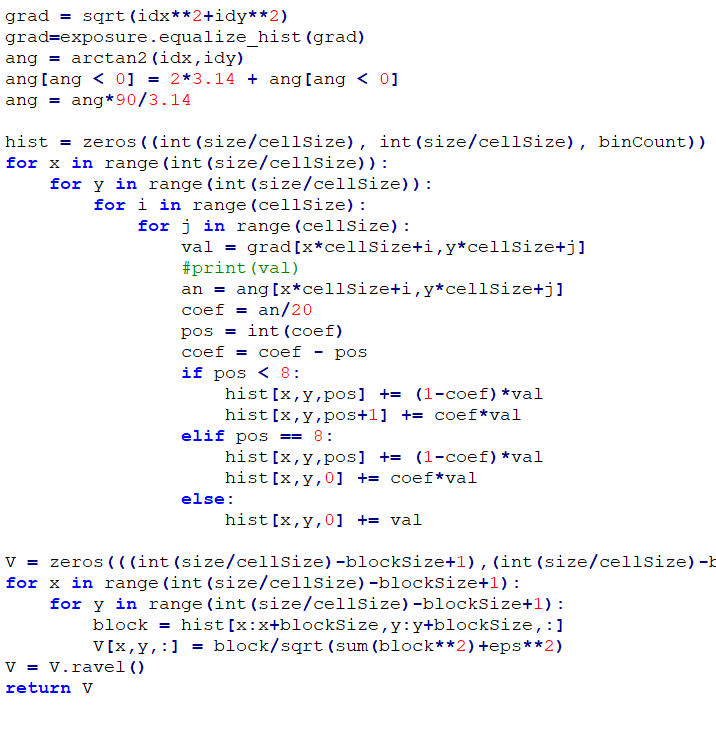 grad = sqrt(idx**2+idy**2)
grad=exposure.equalize_hist(grad)
ang = arctan2(idx,idy)
ang[ang < 0] = 2*3.14 + ang[ang < 0]
ang = ang*90/3.14

hist = zeros((int(size/cellSize), int(size/cellSize), binCount))
for x in range(int(size/cellSize)):
    for y in range(int(size/cellSize)):
        for i in range(cellSize):
            for j in range(cellSize):
                val = grad[x*cellSize+i,y*cellSize+j]
                #print(val)
                an = ang[x*cellSize+i,y*cellSize+j]
                coef = an/20
                pos = int(coef)
                coef = coef - pos
                if pos < 8:
                    hist[x,y,pos] += (1-coef)*val
                    hist[x,y,pos+1] += coef*val
                elif pos == 8:
                    hist[x,y,pos] += (1-coef)*val
                    hist[x,y,0] += coef*val
                else:
                    hist[x,y,0] += val

V = zeros(((int(size/cellSize)-blockSize+1),(int(size/cellSize)-b
for x in range(int(size/cellSize)-blockSize+1):
    for y in range(int(size/cellSize)-blockSize+1):
        block = hist[x:x+blockSize,y:y+blockSize,:]
        V[x,y,:] = block/sqrt(sum(block**2)+eps**2)
V = V.ravel()
return V